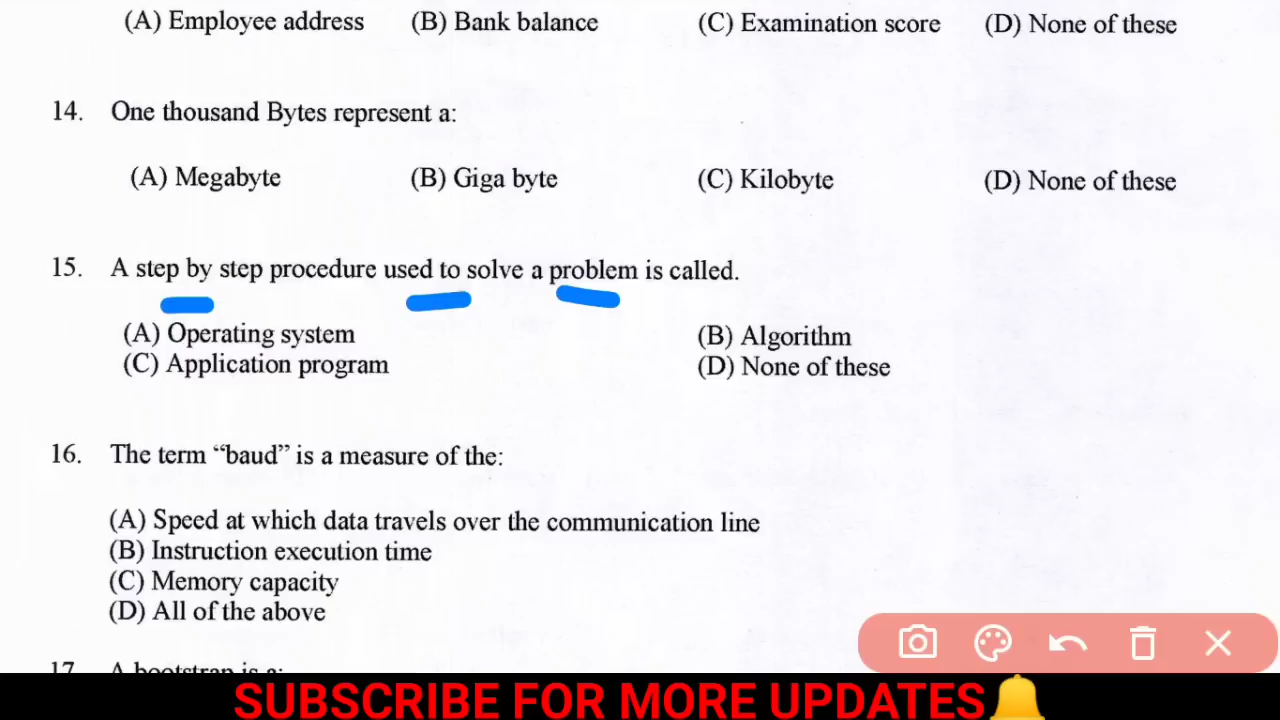 (A) Employee address (B) Bank balance (C) Examination score (D) None of these
14. One thousand Bytes represent a:
(A) Megabyte (B) Giga byte (C) Kilobyte (D) None of these
15. A step by step procedure used to solve a problem is called.
(A) Operating system (B) Algorithm
(C) Application program (D) None of these
16. The term “baud” is a measure of the:
(A) Speed at which data travels over the communication line
(B) Instruction execution time
(C) Memory capacity
(D) All of the above
17. A bootstrap is a:
SUBSCRIBE FOR MORE UPDATES